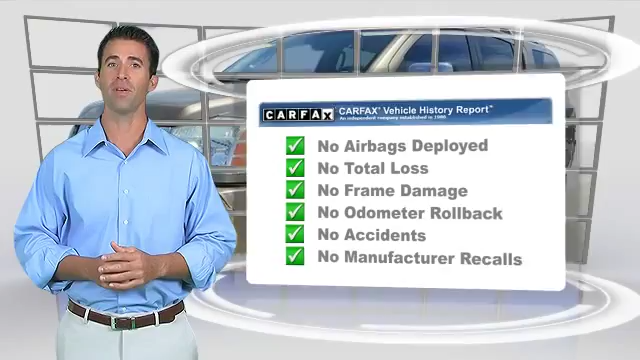 CARFAX CARFAX® Vehicle History Report™
An independent company established in 1986
No Airbags Deployed
No Total Loss
No Frame Damage
No Odometer Rollback
No Accidents
No Manufacturer Recalls